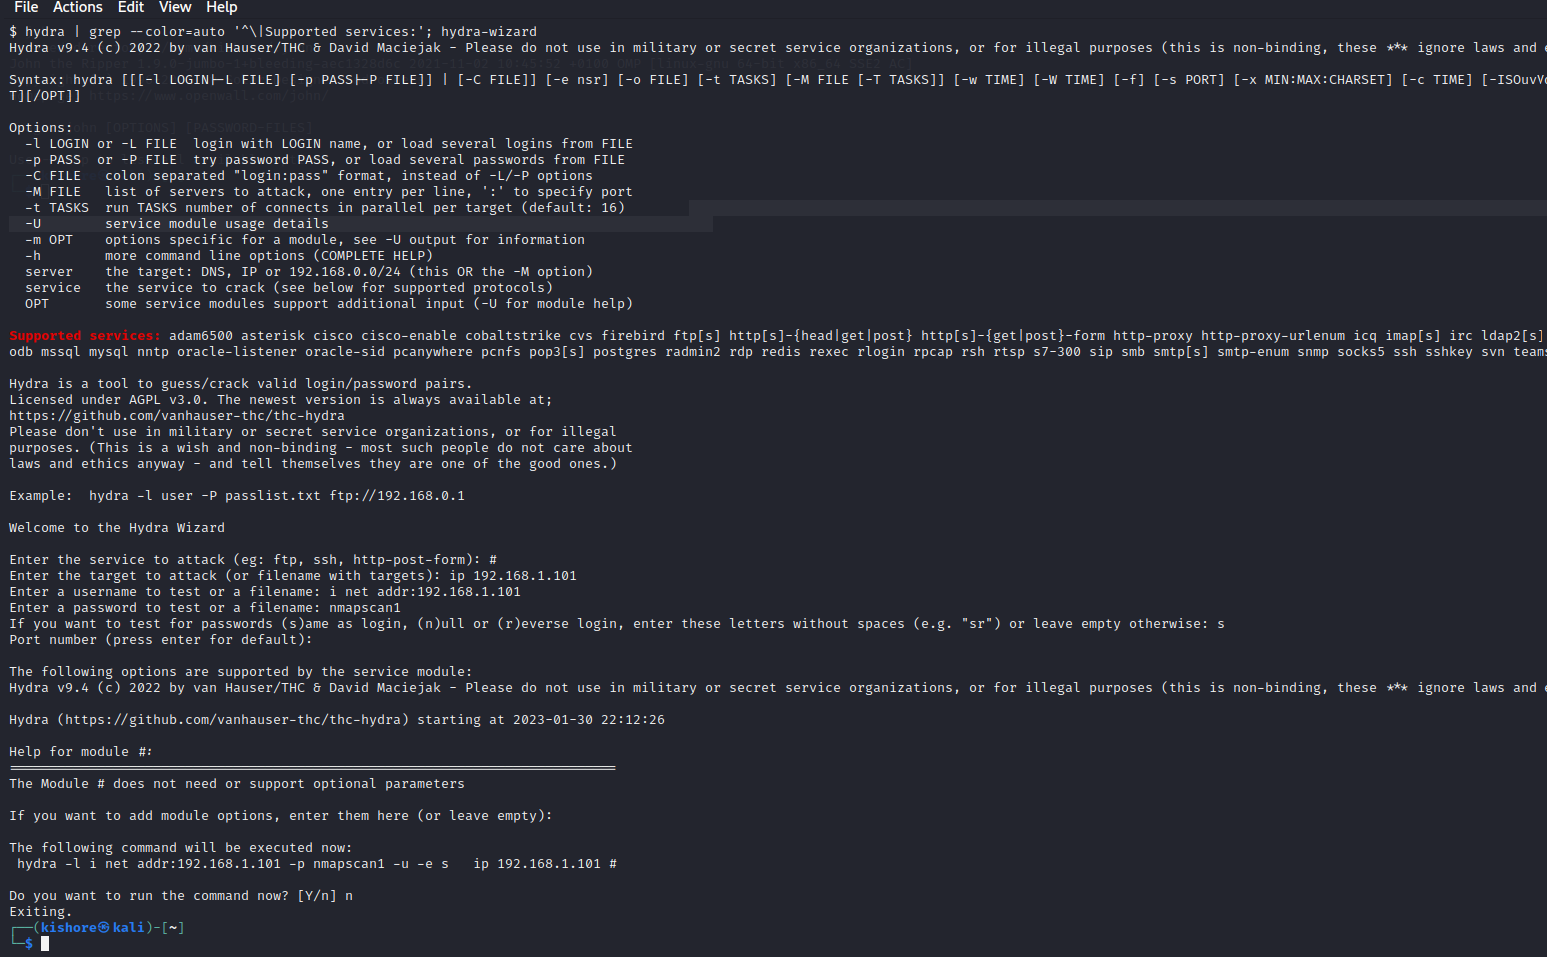 File Actions Edit View Help
$ hydra | grep --color=auto '^\|Supported services:'; hydra-wizard
Hydra v9.4 (c) 2022 by van Hauser/THC & David Maciejak - Please do not use in military or secret service organizations, or for illegal purposes (this is non-binding, these *** ignore laws and
Syntax: hydra [[[-l LOGIN|-L FILE] [-p PASS|-P FILE]] | [-C FILE]] [-e nsr] [-o FILE] [-t TASKS] [-M FILE [-T TASKS]] [-w TIME] [-W TIME] [-f] [-s PORT] [-x MIN:MAX:CHARSET] [-c TIME] [-ISOuvV
T][/OPT]] https://www.openwall.com/john/
Options:
-l LOGIN or -L FILE login with LOGIN name, or load several logins from FILE
-p PASS or -P FILE try password PASS, or load several passwords from FILE
-C FILE colon separated "login:pass" format, instead of -L/-P options
-M FILE list of servers to attack, one entry per line, ':' to specify port
-t TASKS run TASKS number of connects in parallel per target (default: 16)
-U service module usage details
-m OPT options specific for a module, see -U output for information
-h more command line options (COMPLETE HELP)
server the target: DNS, IP or 192.168.0.0/24 (this OR the -M option)
service the service to crack (see below for supported protocols)
OPT some service modules support additional input (-U for module help)
Supported services: adam6500 asterisk cisco cisco-enable cobaltstrike cvs firebird ftp[s] http[s]-{head|get|post} http[s]-{get|post}-form http-proxy http-proxy-urlenum icq imap[s] irc ldap2[s]
odb mssql mysql nntp oracle-listener oracle-sid pcanywhere pcnfs pop3[s] postgres radmin2 rdp redis rexec rlogin rpcap rsh rtsp s7-300 sip smb smtp[s] smtp-enum snmp socks5 ssh sshkey svn team
Hydra is a tool to guess/crack valid login/password pairs.
Licensed under AGPL v3.0. The newest version is always available at;
https://github.com/vanhauser-thc/thc-hydra
Please don't use in military or secret service organizations, or for illegal
purposes. (This is a wish and non-binding - most such people do not care about
laws and ethics anyway - and tell themselves they are one of the good ones.)
Example: hydra -l user -P passlist.txt ftp://192.168.0.1
Welcome to the Hydra Wizard
Enter the service to attack (eg: ftp, ssh, http-post-form): #
Enter the target to attack (or filename with targets): ip 192.168.1.101
Enter a username to test or a filename: i net addr:192.168.1.101
Enter a password to test or a filename: nmapscan1
If you want to test for passwords (s)ame as login, (n)ull or (r)everse login, enter these letters without spaces (e.g. "sr") or leave empty otherwise: s
Port number (press enter for default):
The following options are supported by the service module:
Hydra v9.4 (c) 2022 by van Hauser/THC & David Maciejak - Please do not use in military or secret service organizations, or for illegal purposes (this is non-binding, these *** ignore laws and
Hydra (https://github.com/vanhauser-thc/thc-hydra) starting at 2023-01-30 22:12:26
Help for module #:
============================================================================
The Module # does not need or support optional parameters
If you want to add module options, enter them here (or leave empty):
The following command will be executed now:
hydra -l i net addr:192.168.1.101 -p nmapscan1 -u -e s ip 192.168.1.101 #
Do you want to run the command now? [Y/n] n
Exiting.
┌──(kishore㉿kali)-[~]
└─$